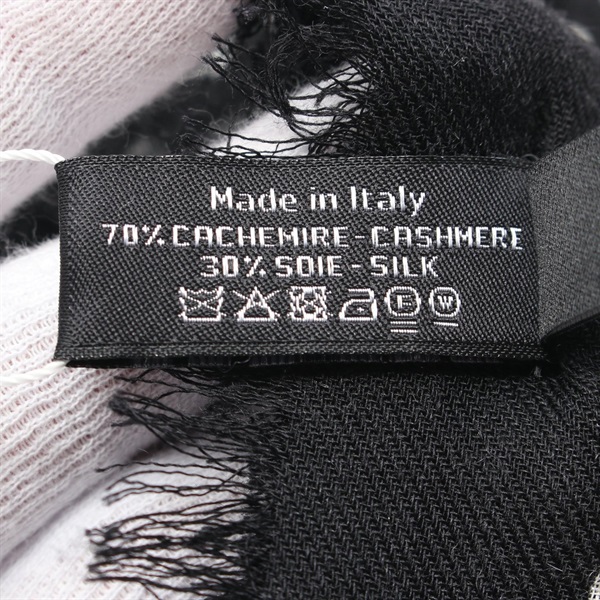 Made in Italy
70% CACHEMIRE - CASHMERE
30% SOIE - SILK
F W